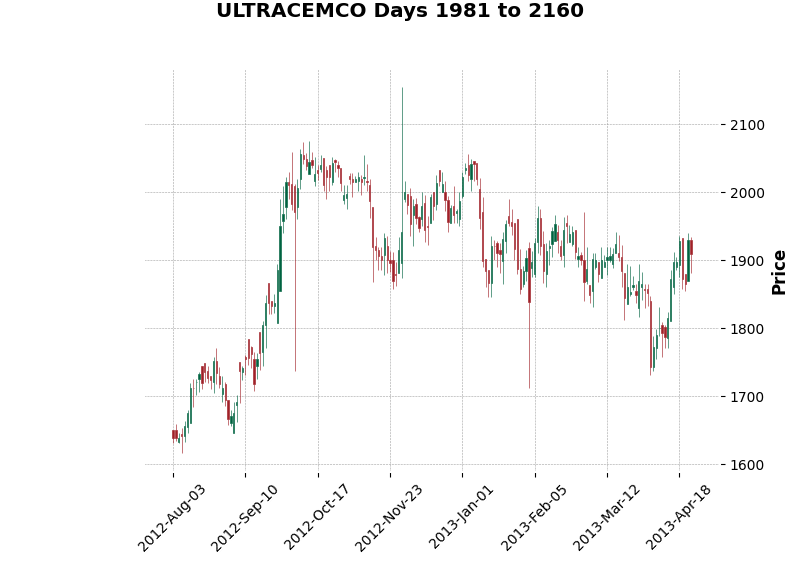 ULTRACEMCO Days 1981 to 2160
2100
2000
1900
1800
1700
1600
Price
2012-Aug-03
2012-Sep-10
2012-Oct-17
2012-Nov-23
2013-Jan-01
2013-Feb-05
2013-Mar-12
2013-Apr-18